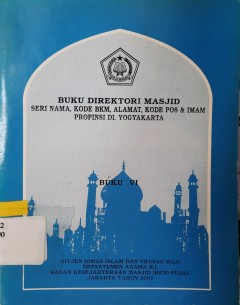 BUKU DIREKTORI MASJID
SERI NAMA, KODE BKM, ALAMAT, KODE POS & IMAM
PROPINSI DI. YOGYAKARTA
BUKU VI
DITJEN BIMAS ISLAM DAN URUSAN HAJI
DEPARTEMEN AGAMA R.I.
BADAN KESEJAHTERAAN MASJID (BKM) PUSAT
JAKARTA TAHUN